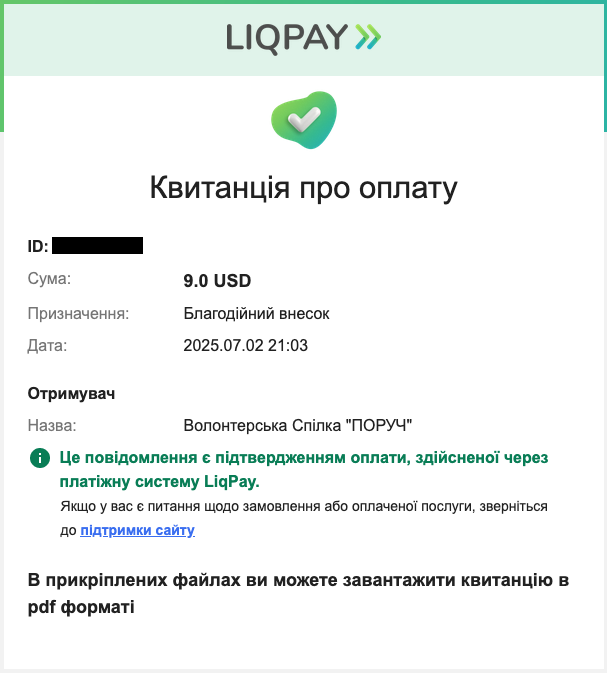 LIQPAY
Квитанція про оплату
ID:
Сума: 9.0 USD
Призначення: Благодійний внесок
Дата: 2025.07.02 21:03
Отримувач
Назва: Волонтерська Спілка "ПОРУЧ"
Це повідомлення є підтвердженням оплати, здійсненої через
платіжну систему LiqPay.
Якщо у вас є питання щодо замовлення або оплаченої послуги, зверніться
до підтримки сайту
В прикріплених файлах ви можете завантажити квитанцію в
pdf форматі